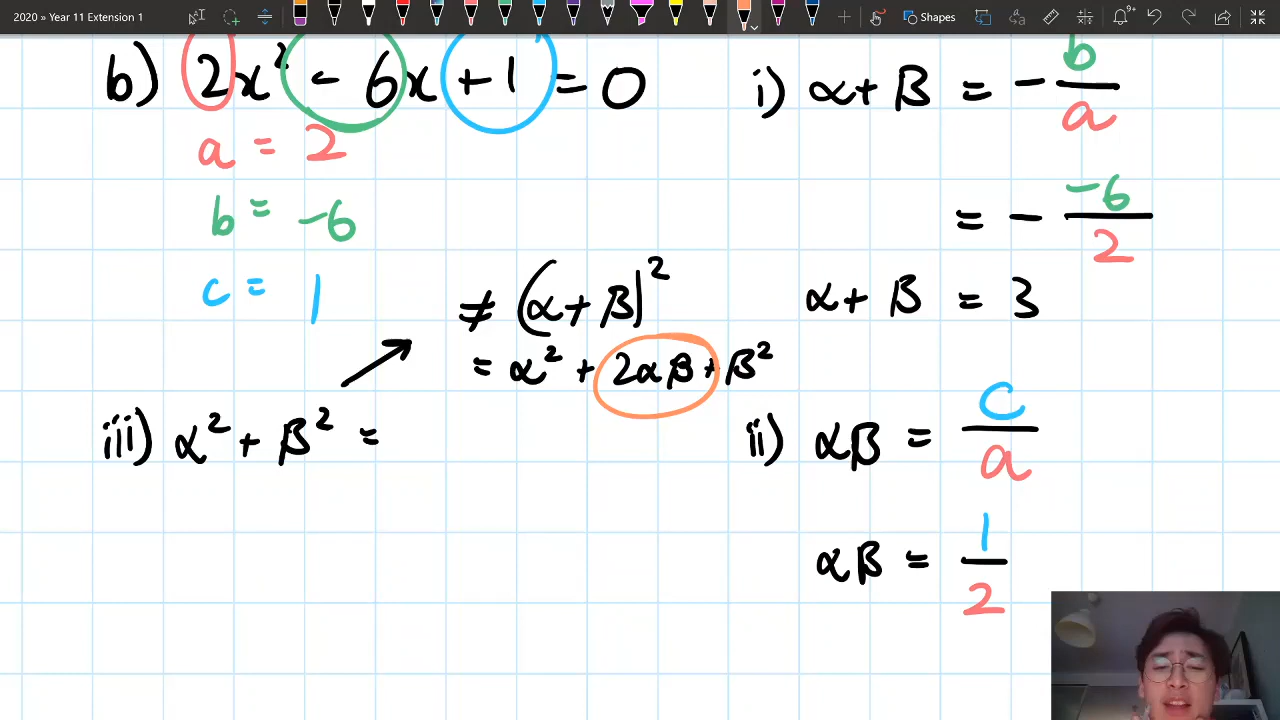 2020 » Year 11 Extension 1
Shapes
9+
b) 2x² - 6x + 1 = 0
a = 2
b = -6
c = 1
≠ (α + β)²
= α² + 2αβ + β²
iii) α² + β² =
i) α + β = - b/a
= - -6/2
α + β = 3
ii) αβ = c/a
αβ = 1/2